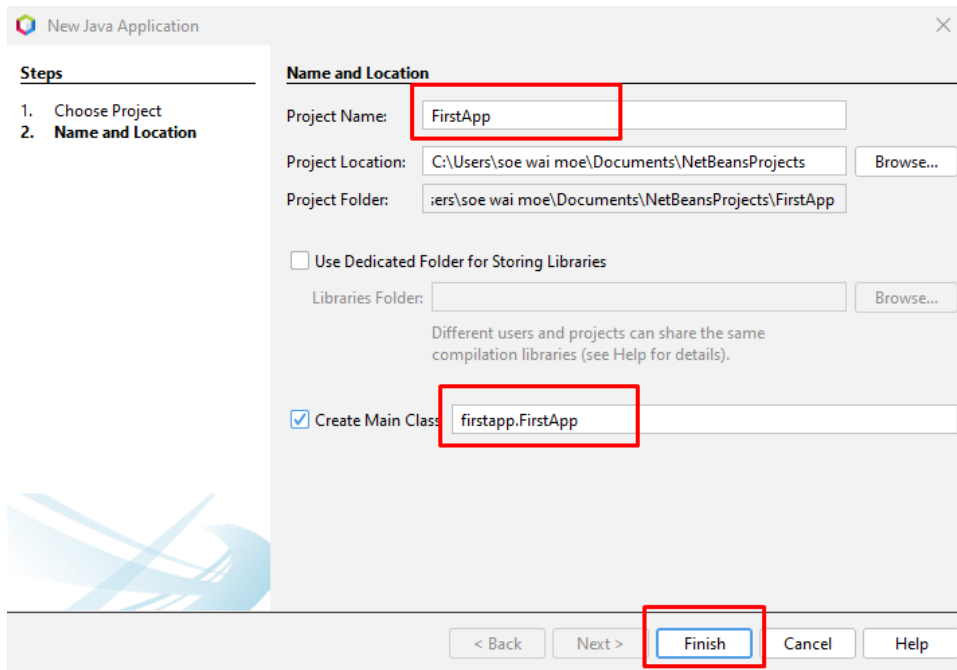 New Java Application
Steps
1. Choose Project
2. Name and Location
Name and Location
Project Name: FirstApp
Project Location: C:\Users\soe wai moe\Documents\NetBeansProjects Browse...
Project Folder: sers\soe wai moe\Documents\NetBeansProjects\FirstApp
Use Dedicated Folder for Storing Libraries
Libraries Folder: Browse...
Different users and projects can share the same
compilation libraries (see Help for details).
Create Main Class firstapp.FirstApp
< Back Next > Finish Cancel Help